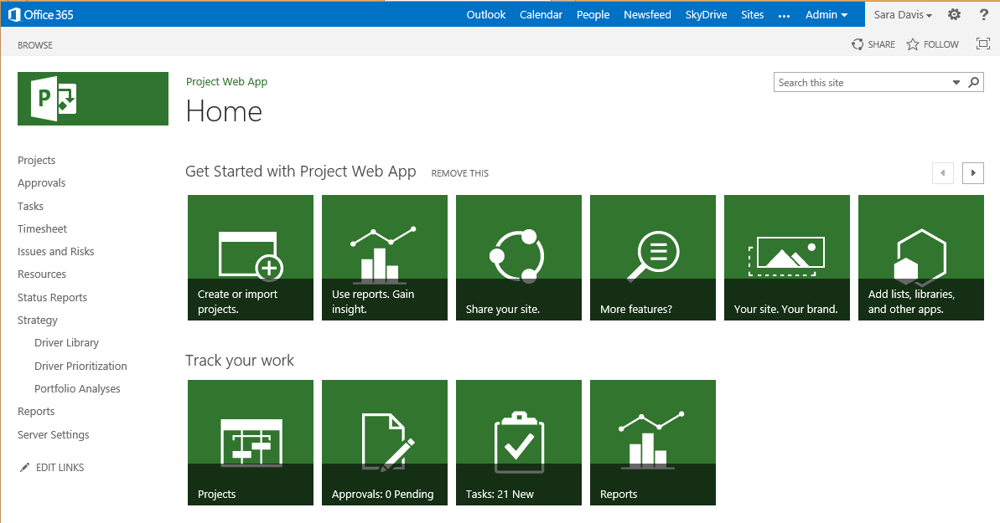 Office 365
Outlook Calendar People Newsfeed SkyDrive Sites ... Admin Sara Davis ?
BROWSE
SHARE FOLLOW
P
Project Web App
Home
Search this site
Projects
Approvals
Tasks
Timesheet
Issues and Risks
Resources
Status Reports
Strategy
Driver Library
Driver Prioritization
Portfolio Analyses
Reports
Server Settings
EDIT LINKS
Get Started with Project Web App REMOVE THIS
Create or import
projects.
Use reports. Gain
insight.
Share your site.
More features?
Your site. Your brand.
Add lists, libraries,
and other apps.
Track your work
Projects
Approvals: 0 Pending
Tasks: 21 New
Reports